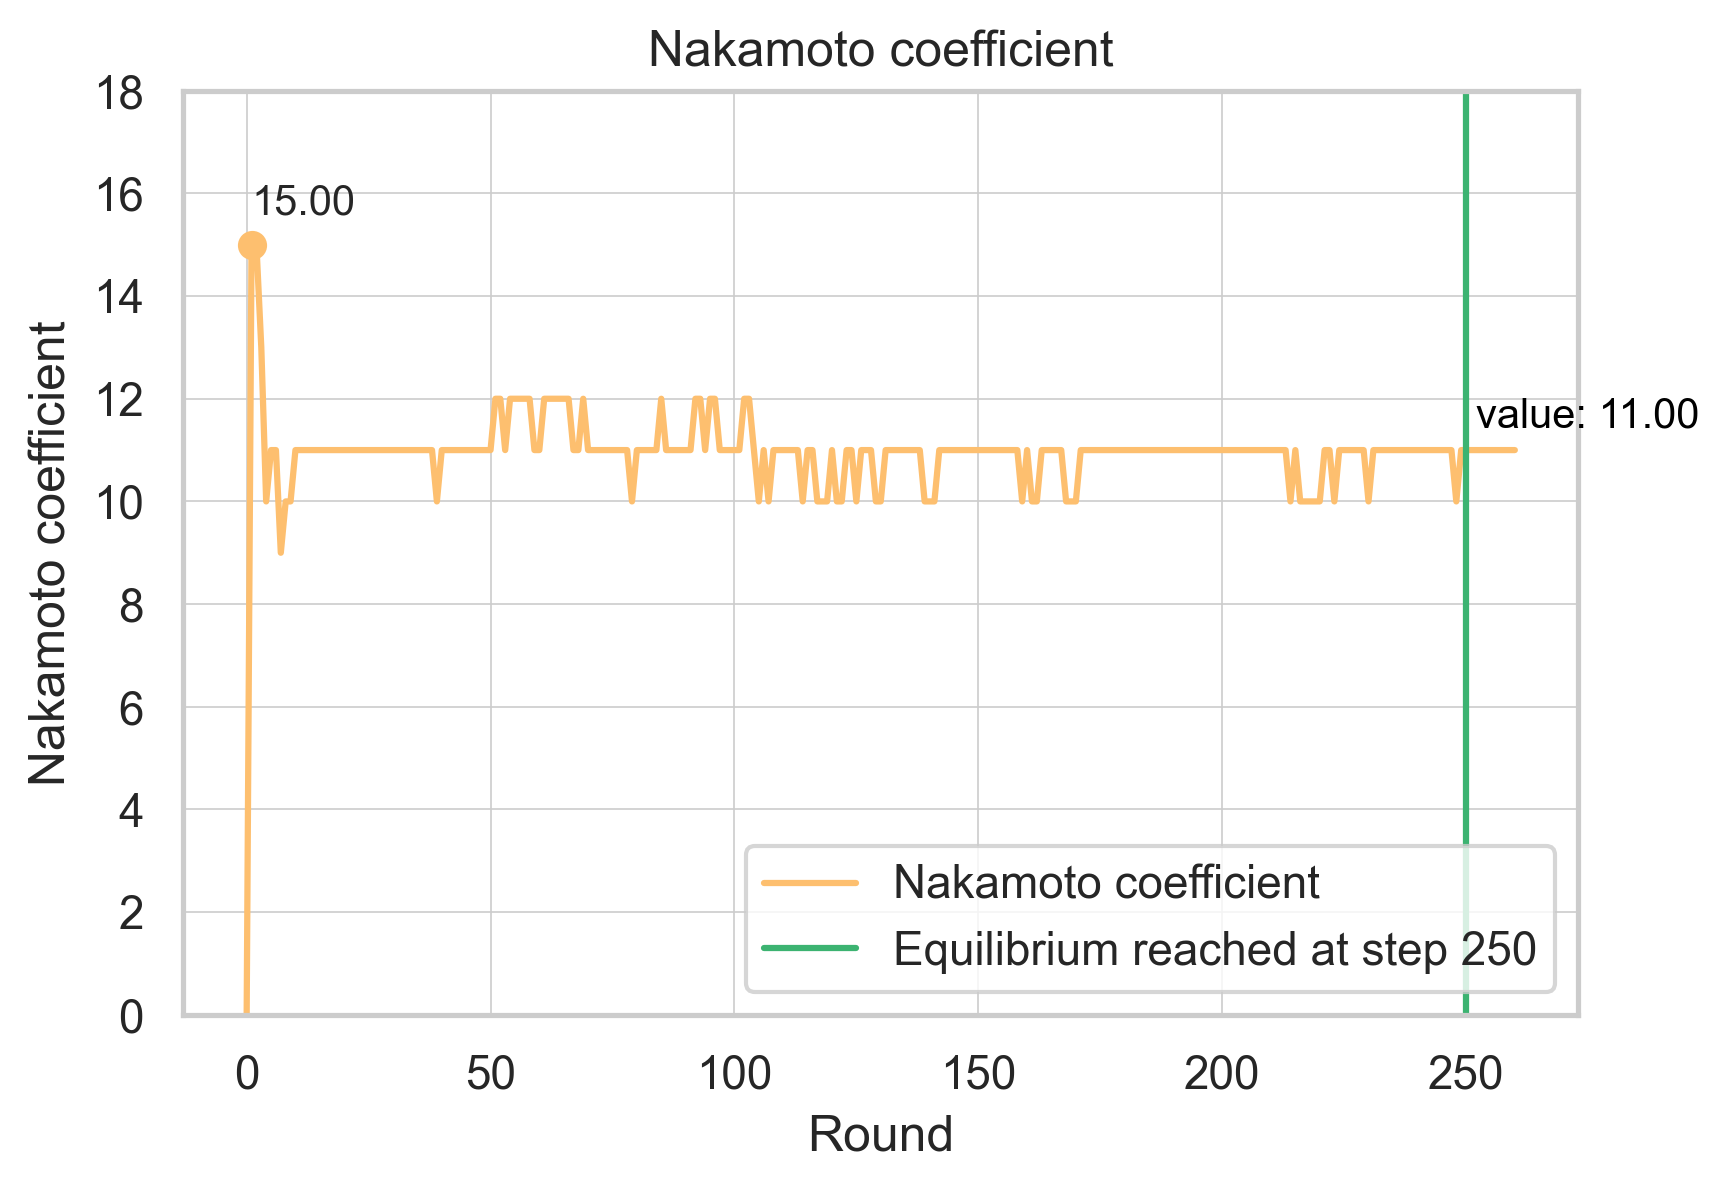 Nakamoto coefficient
Nakamoto coefficient
18
16
14
12
10
8
6
4
2
0
15.00
value: 11.00
Nakamoto coefficient
Equilibrium reached at step 250
0
50
100
150
200
250
Round